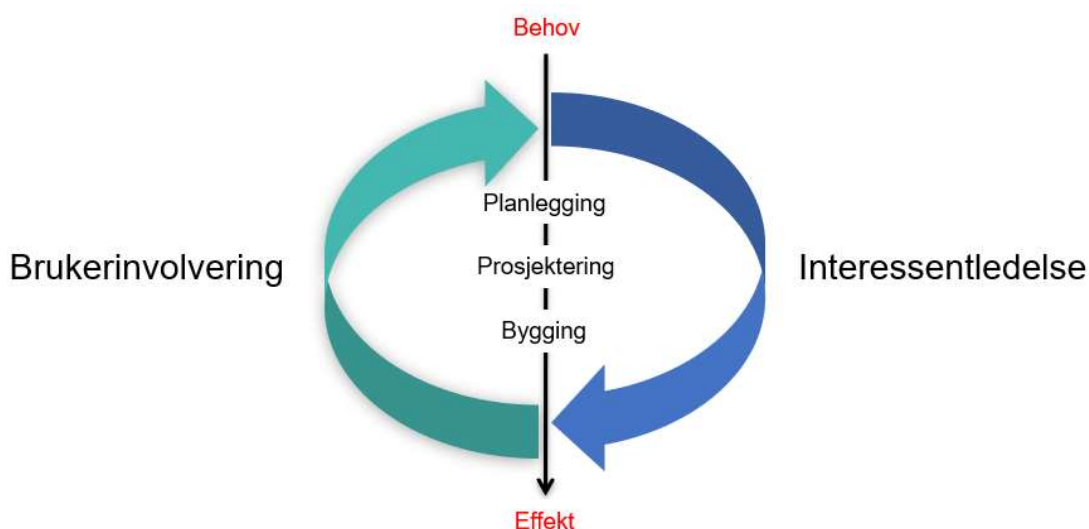 Behov
Planlegging
Brukerinvolvering
Prosjektering
Interessentledelse
Bygging
Effekt